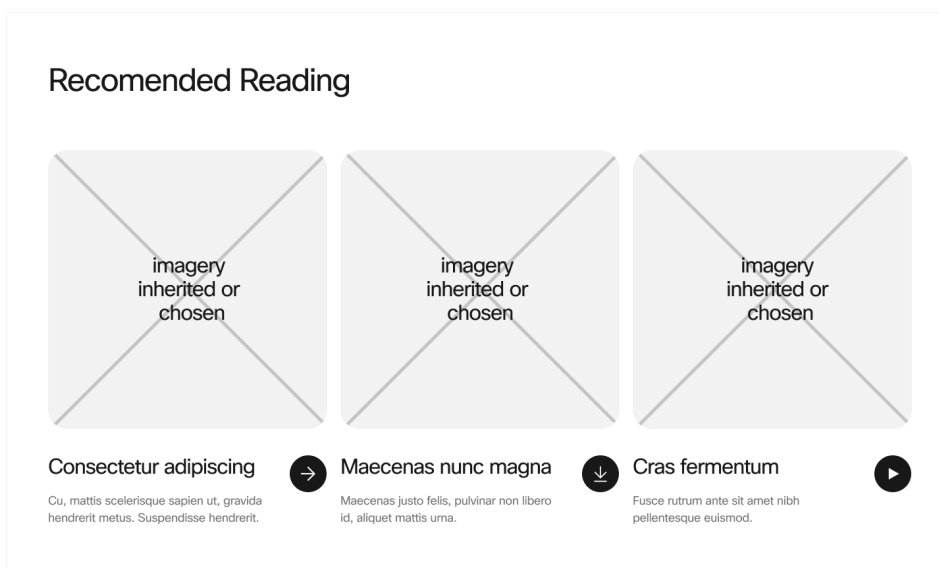 Recomended Reading
imagery
inherited or
chosen
imagery
inherited or
chosen
imagery
inherited or
chosen
Consectetur adipiscing
Cu, mattis scelerisque sapien ut, gravida
hendrerit metus. Suspendisse hendrerit.
Maecenas nunc magna
Maecenas justo felis, pulvinar non libero
id, aliquet mattis urna.
Cras fermentum
Fusce rutrum ante sit amet nibh
pellentesque euismod.